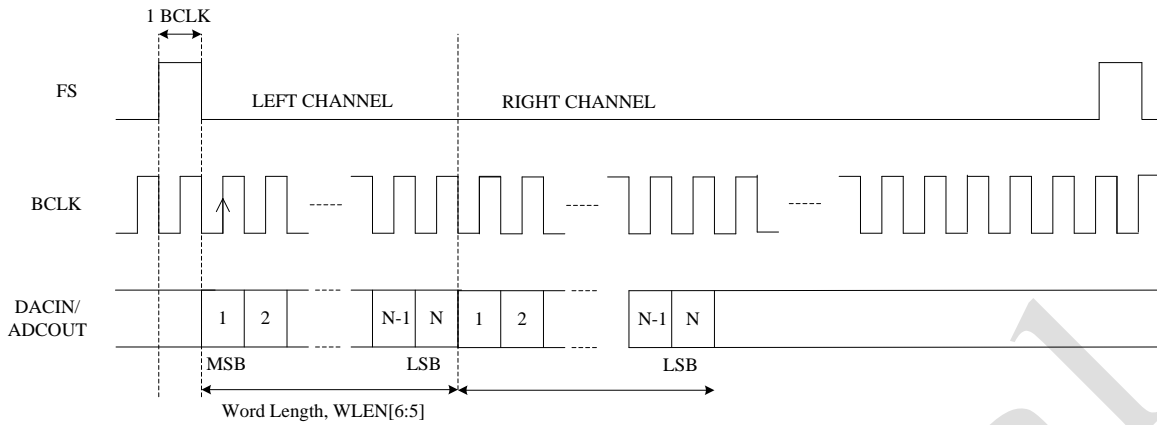 1 BCLK
FS
LEFT CHANNEL
RIGHT CHANNEL
BCLK
DACIN/
ADCOUT
1
2
N-1
N
1
2
N-1
N
MSB
LSB
LSB
Word Length, WLEN[6:5]